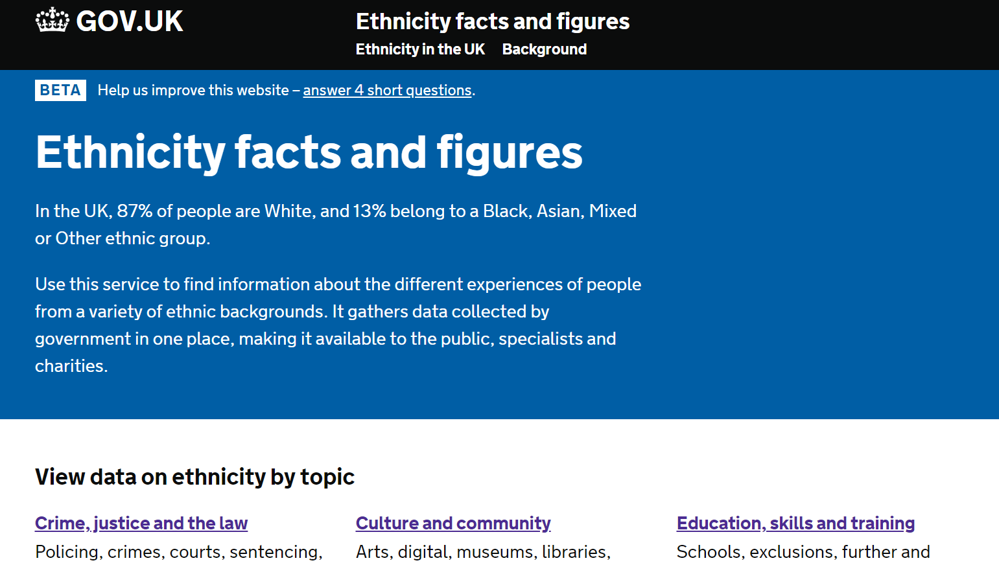 GOV.UK
Ethnicity facts and figures
Ethnicity in the UK Background
BETA Help us improve this website – answer 4 short questions.
Ethnicity facts and figures
In the UK, 87% of people are White, and 13% belong to a Black, Asian, Mixed
or Other ethnic group.
Use this service to find information about the different experiences of people
from a variety of ethnic backgrounds. It gathers data collected by
government in one place, making it available to the public, specialists and
charities.
View data on ethnicity by topic
Crime, justice and the law
Policing, crimes, courts, sentencing,
Culture and community
Arts, digital, museums, libraries,
Education, skills and training
Schools, exclusions, further and